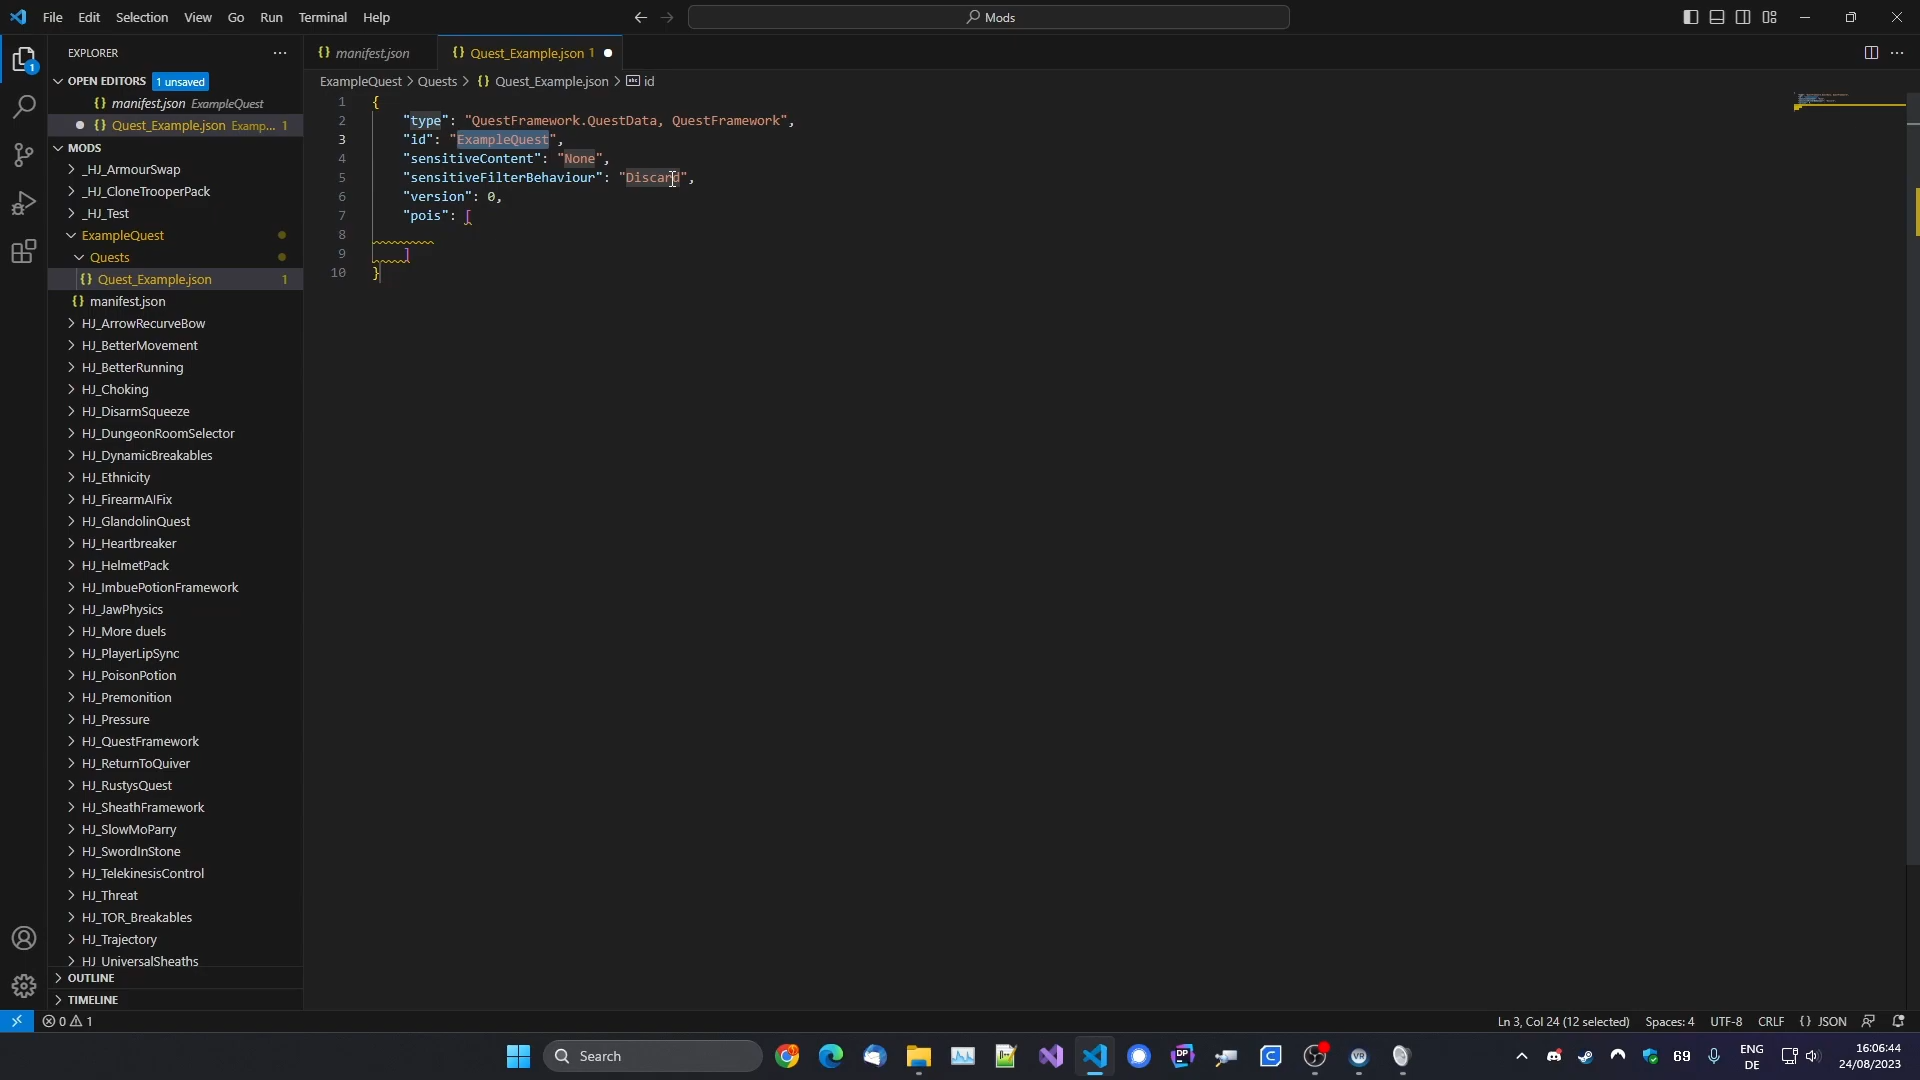 File Edit Selection View Go Run Terminal Help
Mods
EXPLORER
manifest.json
Quest_Example.json 1
OPEN EDITORS 1 unsaved
ExampleQuest > Quests > {} Quest_Example.json > id
manifest.json ExampleQuest
Quest_Example.json Examp... 1
MODS
_HJ_ArmourSwap
_HJ_CloneTrooperPack
_HJ_Test
ExampleQuest
Quests
Quest_Example.json 1
manifest.json
HJ_ArrowRecurveBow
HJ_BetterMovement
HJ_BetterRunning
HJ_Choking
HJ_DisarmSqueeze
HJ_DungeonRoomSelector
HJ_DynamicBreakables
HJ_Ethnicity
HJ_FirearmAIFix
HJ_GlandolinQuest
HJ_Heartbreaker
HJ_HelmetPack
HJ_ImbuePotionFramework
HJ_JawPhysics
HJ_More duels
HJ_PlayerLipSync
HJ_PoisonPotion
HJ_Premonition
HJ_Pressure
HJ_QuestFramework
HJ_ReturnToQuiver
HJ_RustysQuest
HJ_SheathFramework
HJ_SlowMoParry
HJ_SwordInStone
HJ_TelekinesisControl
HJ_Threat
HJ_TOR_Breakables
HJ_Trajectory
HJ_UniversalSheaths
OUTLINE
TIMELINE
1 {
2 "type": "QuestFramework.QuestData, QuestFramework",
3 "id": "ExampleQuest",
4 "sensitiveContent": "None",
5 "sensitiveFilterBehaviour": "Discard",
6 "version": 0,
7 "pois": [
8
9 ]
10 }
0 1
Ln 3, Col 24 (12 selected) Spaces: 4 UTF-8 CRLF {} JSON
Search
69
ENG
DE
16:06:44
24/08/2023